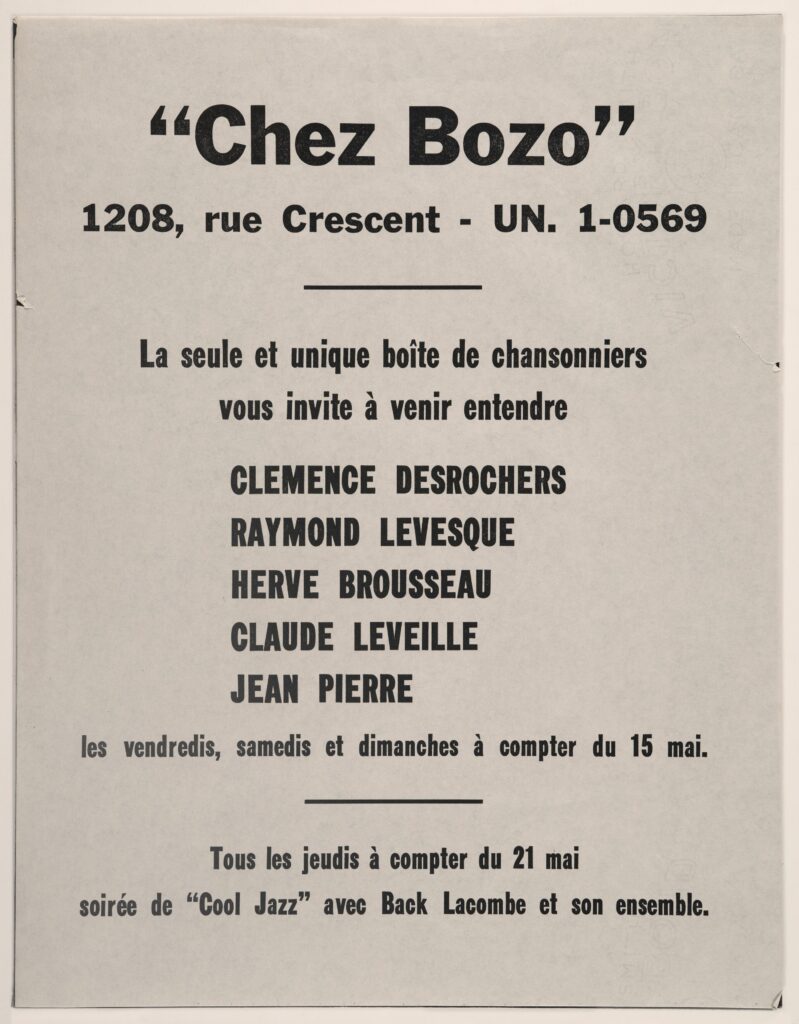 “Chez Bozo”
1208, rue Crescent - UN. 1-0569
La seule et unique boîte de chansonniers
vous invite à venir entendre
CLEMENCE DESROCHERS
RAYMOND LEVESQUE
HERVE BROUSSEAU
CLAUDE LEVEILLE
JEAN PIERRE
les vendredis, samedis et dimanches à compter du 15 mai.
Tous les jeudis à compter du 21 mai
soirée de “Cool Jazz” avec Back Lacombe et son ensemble.